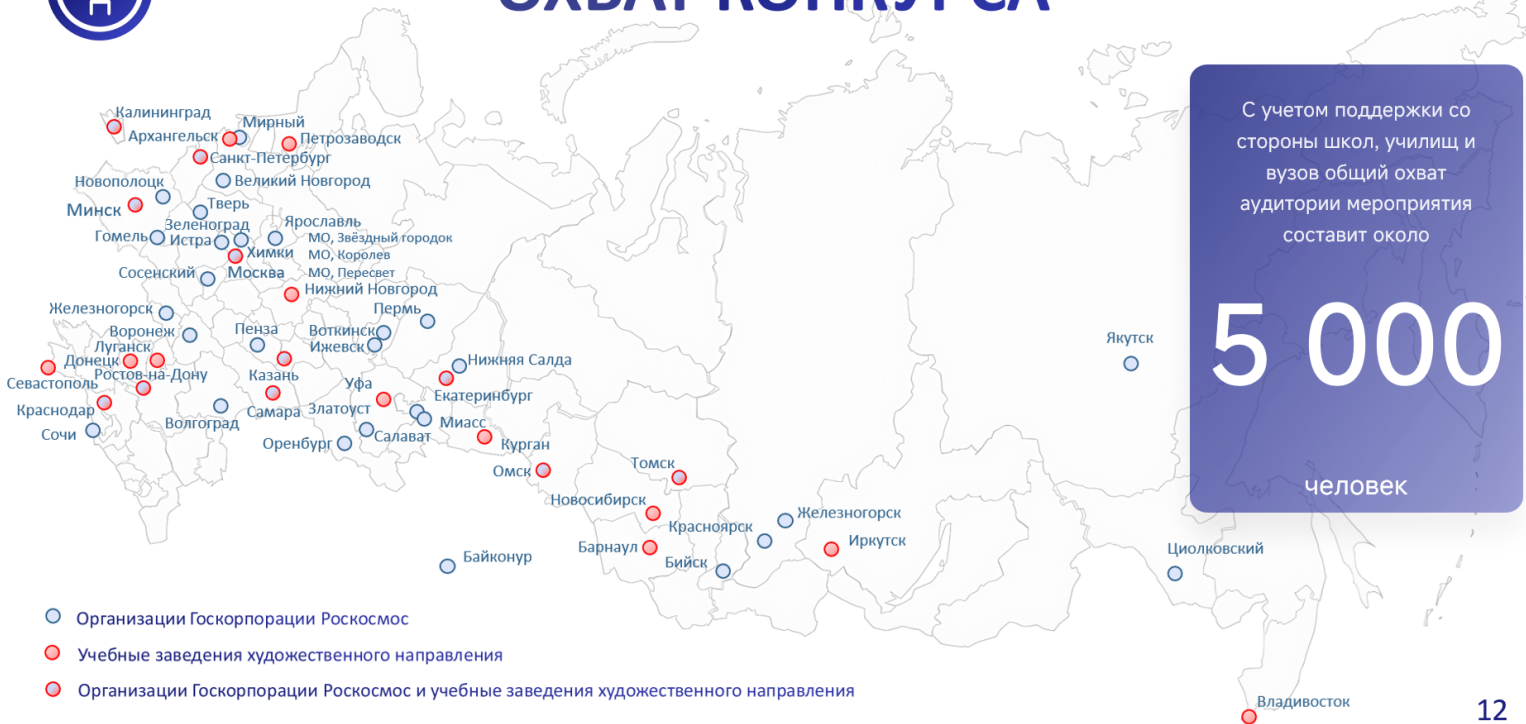 Н
ОХВАТ КОНКУРСА
С учетом поддержки со
стороны школ, училищ и
вузов общий охват
аудитории мероприятия
составит около
5 000
человек
Калининград
Архангельск
Мирный
Петрозаводск
Санкт-Петербург
Новополоцк
Великий Новгород
Минск
Тверь
Зеленоград
Ярославль
Гомель
Истра
МО, Звёздный городок
Химки
МО, Королев
Сосенский
Москва
МО, Пересвет
Нижний Новгород
Железногорск
Пермь
Воронеж
Пенза
Воткинск
Луганск
Ижевск
Донецк
Нижняя Салда
Ростов-на-Дону
Казань
Севастополь
Уфа
Екатеринбург
Краснодар
Самара
Златоуст
Волгоград
Миасс
Сочи
Салават
Оренбург
Курган
Омск
Томск
Новосибирск
Красноярск
Железногорск
Барнаул
Иркутск
Бийск
Байконур
Якутск
Циолковский
Владивосток
Организации Госкорпорации Роскосмос
Учебные заведения художественного направления
Организации Госкорпорации Роскосмос и учебные заведения художественного направления
12